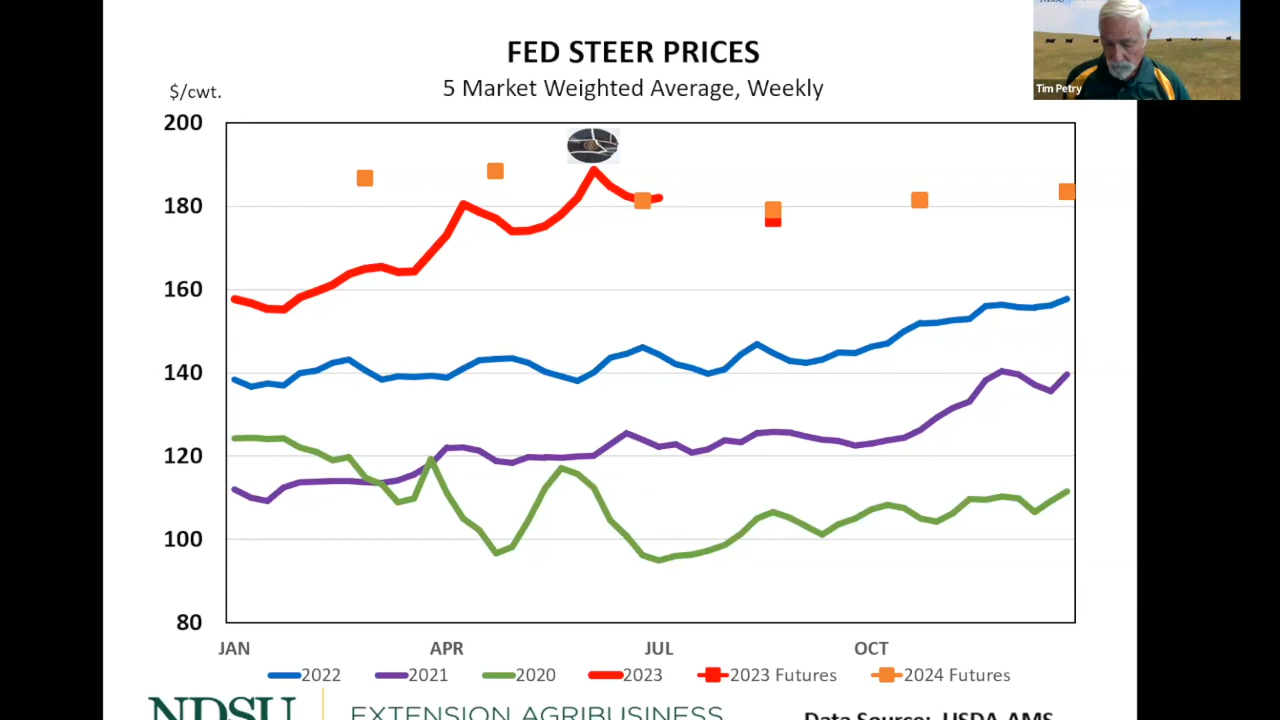 FED STEER PRICES
5 Market Weighted Average, Weekly
$/cwt.
Tim Petry
200
180
160
140
120
100
80
JAN APR JUL OCT
2022 2021 2020 2023 2023 Futures 2024 Futures
NDSU EXTENSION AGRIBUSINESS
Data Source: USDA-AMS